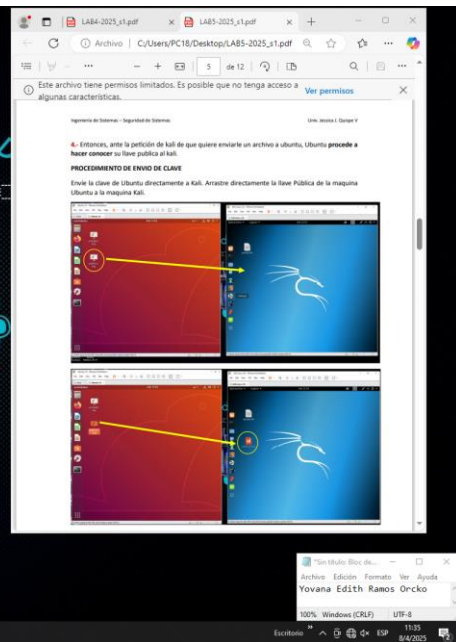 LAB4-2025_s1.pdf
LAB5-2025_s1.pdf
Archivo
C:/Users/PC18/Desktop/LAB5-2025_s1.pdf
5
de 12
Este archivo tiene permisos limitados. Es posible que no tenga acceso a
algunas características.
Ver permisos
Ingeniería de Sistemas – Seguridad de Sistemas
Univ. Jessica I. Quispe V
4.- Entonces, ante la petición de kali de que quiere enviarle un archivo a ubuntu, Ubuntu procede a
hacer conocer su llave publica al kali.
PROCEDIMIENTO DE ENVIO DE CLAVE
Envíe la clave de Ubuntu directamente a Kali. Arrastre directamente la llave Pública de la maquina
Ubuntu a la maquina Kali.
*Sin título: Bloc de...
Archivo Edición Formato Ver Ayuda
Yovana Edith Ramos Orcko
100% Windows (CRLF) UTF-8
Escritorio
ESP
11:35
8/4/2025